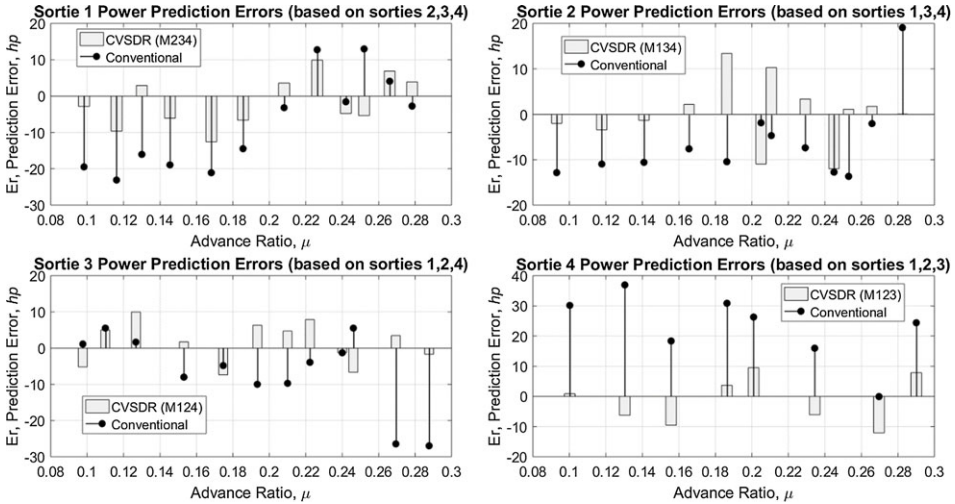 Sortie 1 Power Prediction Errors (based on sorties 2,3,4)
Er, Prediction Error, hp
20
10
0
-10
-20
-30
CVSDR (M234)
Conventional
0.08 0.1 0.12 0.14 0.16 0.18 0.2 0.22 0.24 0.26 0.28 0.3
Advance Ratio, μ
Sortie 2 Power Prediction Errors (based on sorties 1,3,4)
Er, Prediction Error, hp
20
10
0
-10
-20
CVSDR (M134)
Conventional
0.08 0.1 0.12 0.14 0.16 0.18 0.2 0.22 0.24 0.26 0.28 0.3
Advance Ratio, μ
Sortie 3 Power Prediction Errors (based on sorties 1,2,4)
Er, Prediction Error, hp
20
10
0
-10
-20
-30
CVSDR (M124)
Conventional
0.08 0.1 0.12 0.14 0.16 0.18 0.2 0.22 0.24 0.26 0.28 0.3
Advance Ratio, μ
Sortie 4 Power Prediction Errors (based on sorties 1,2,3)
Er, Prediction Error, hp
40
30
20
10
0
-10
-20
CVSDR (M123)
Conventional
0.08 0.1 0.12 0.14 0.16 0.18 0.2 0.22 0.24 0.26 0.28 0.3
Advance Ratio, μ